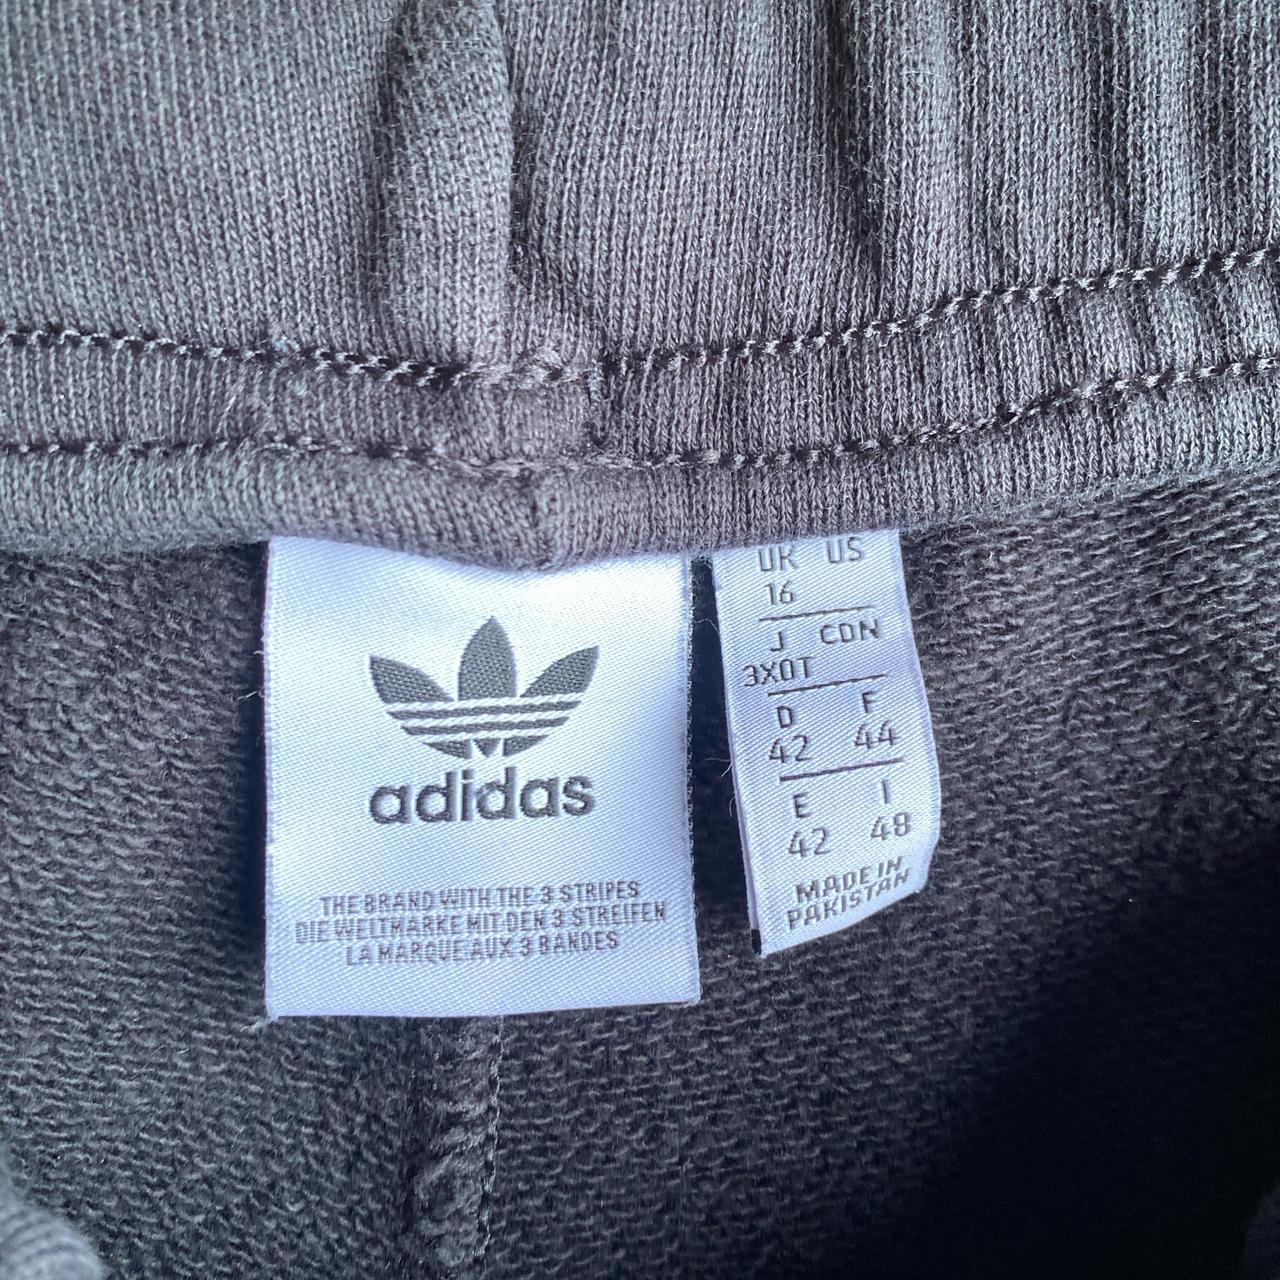 adidas
THE BRAND WITH THE 3 STRIPES
DIE WELTMARKE MIT DEN 3 STREIFEN
LA MARQUE AUX 3 BANDES
UK US
16
J CDN
3XOT
D F
42 44
E I
42 48
MADE IN
PAKISTAN